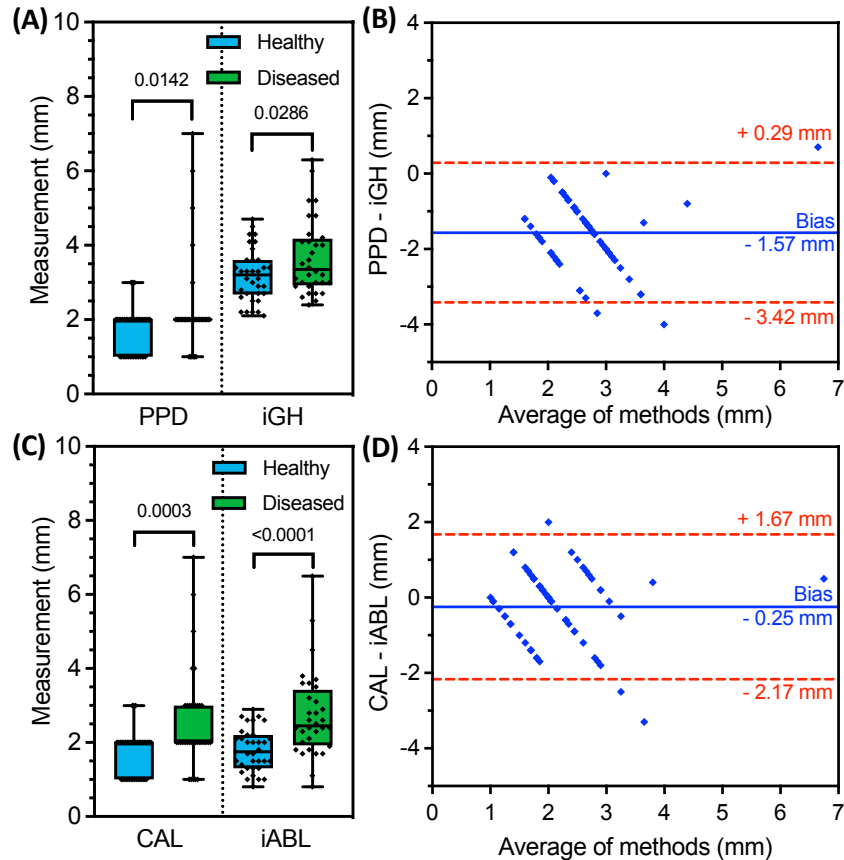 (A)
10
8
6
4
2
0
Measurement (mm)
Healthy
Diseased
0.0142
0.0286
PPD
iGH
(B)
4
2
0
-2
-4
PPD - iGH (mm)
+ 0.29 mm
Bias
- 1.57 mm
- 3.42 mm
0 1 2 3 4 5 6 7
Average of methods (mm)
(C)
10
8
6
4
2
0
Measurement (mm)
Healthy
Diseased
0.0003
<0.0001
CAL
iABL
(D)
4
2
0
-2
-4
CAL - iABL (mm)
+ 1.67 mm
Bias
- 0.25 mm
- 2.17 mm
0 1 2 3 4 5 6 7
Average of methods (mm)